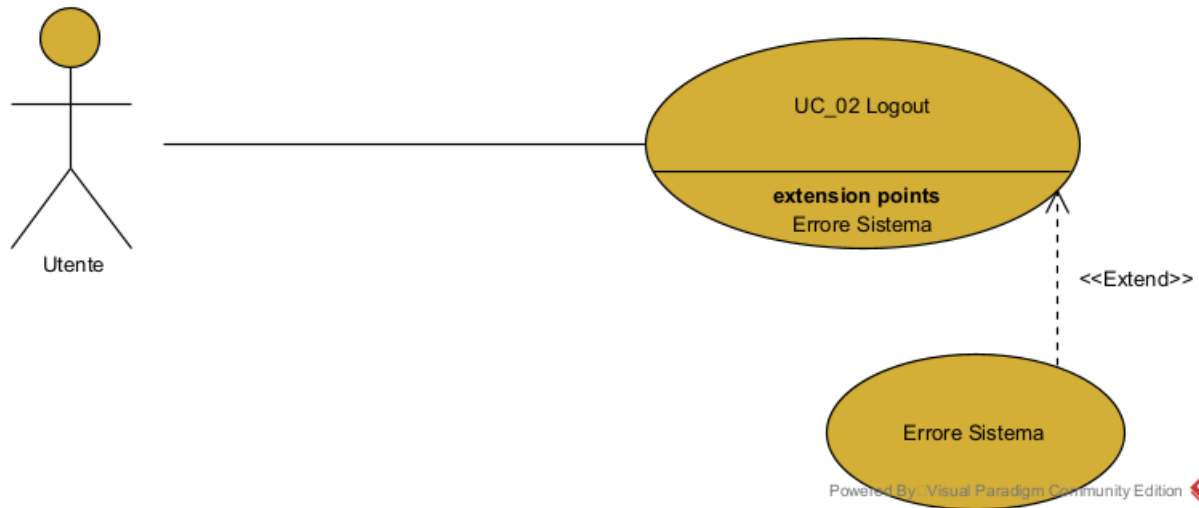 UC_02 Logout
extension points
Errore Sistema
Utente
<<Extend>>
Errore Sistema
Powered By Visual Paradigm Community Edition